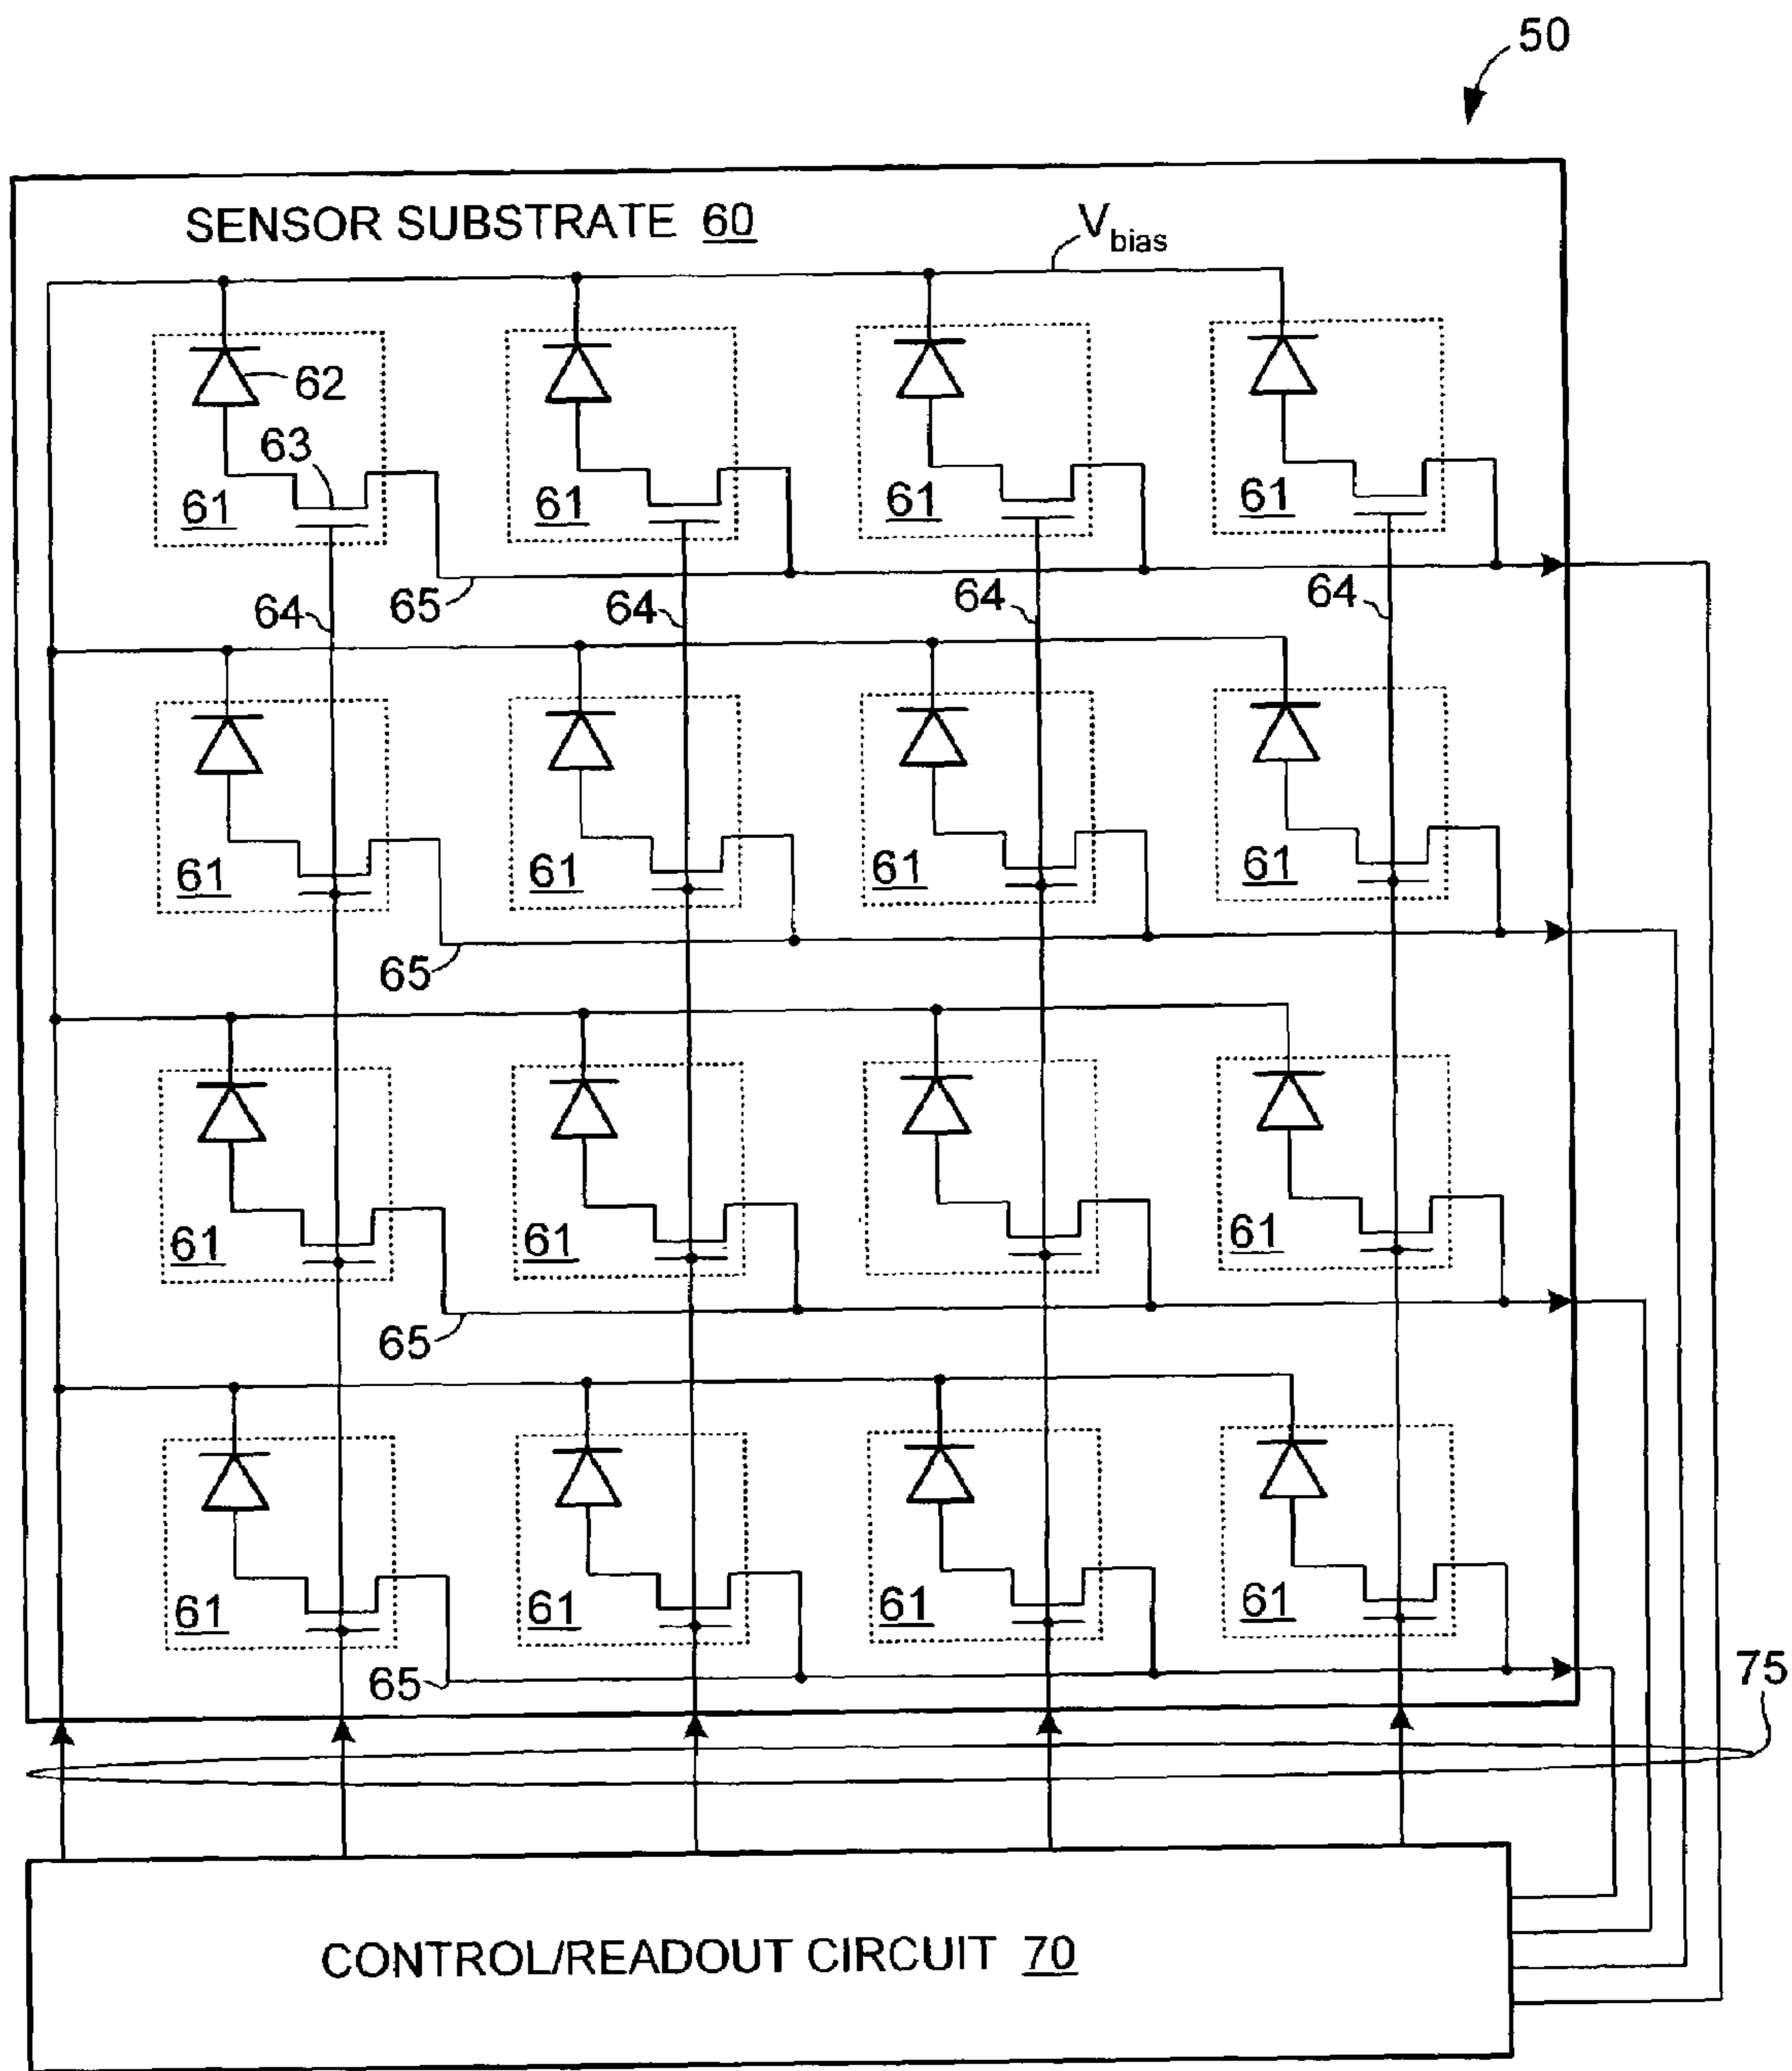 50
SENSOR SUBSTRATE 60
Vbias
62
63
61 61 61 61
64 65 64 64 64
61 61 61 61
65
61 61 61
65
61 61 61 61
65
75
CONTROL/READOUT CIRCUIT 70